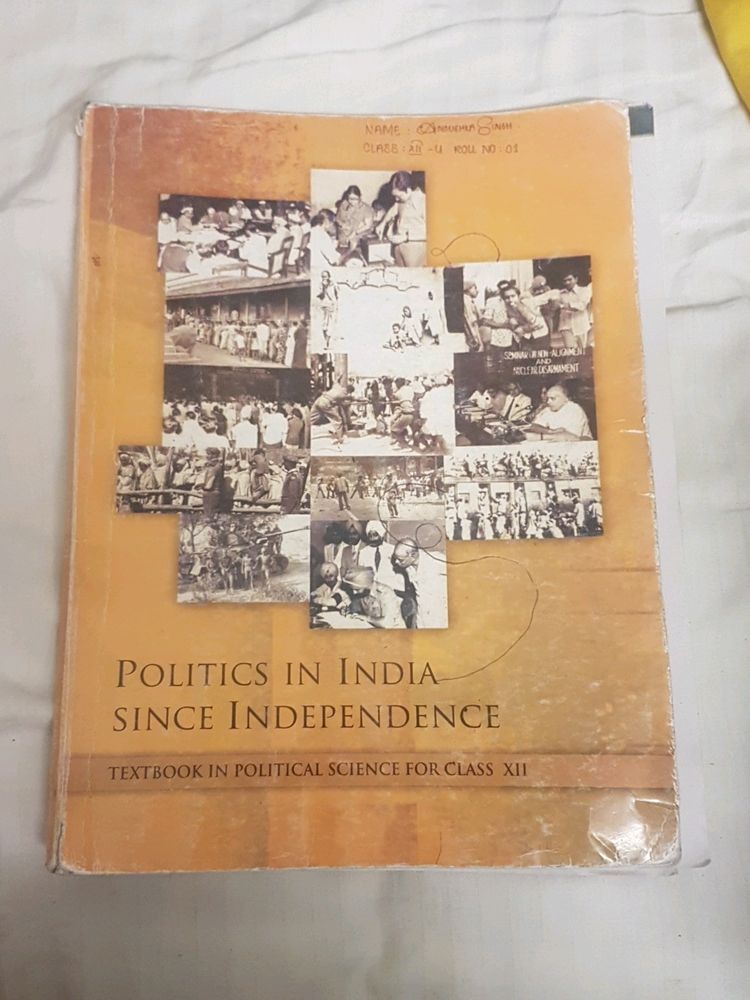 NAME : Anoushka Singh
CLASS : XII - U ROLL NO : 01
SEMINAR ON NON-ALIGNMENT
AND
NUCLEAR DISARMAMENT
POLITICS IN INDIA
SINCE INDEPENDENCE
TEXTBOOK IN POLITICAL SCIENCE FOR CLASS XII